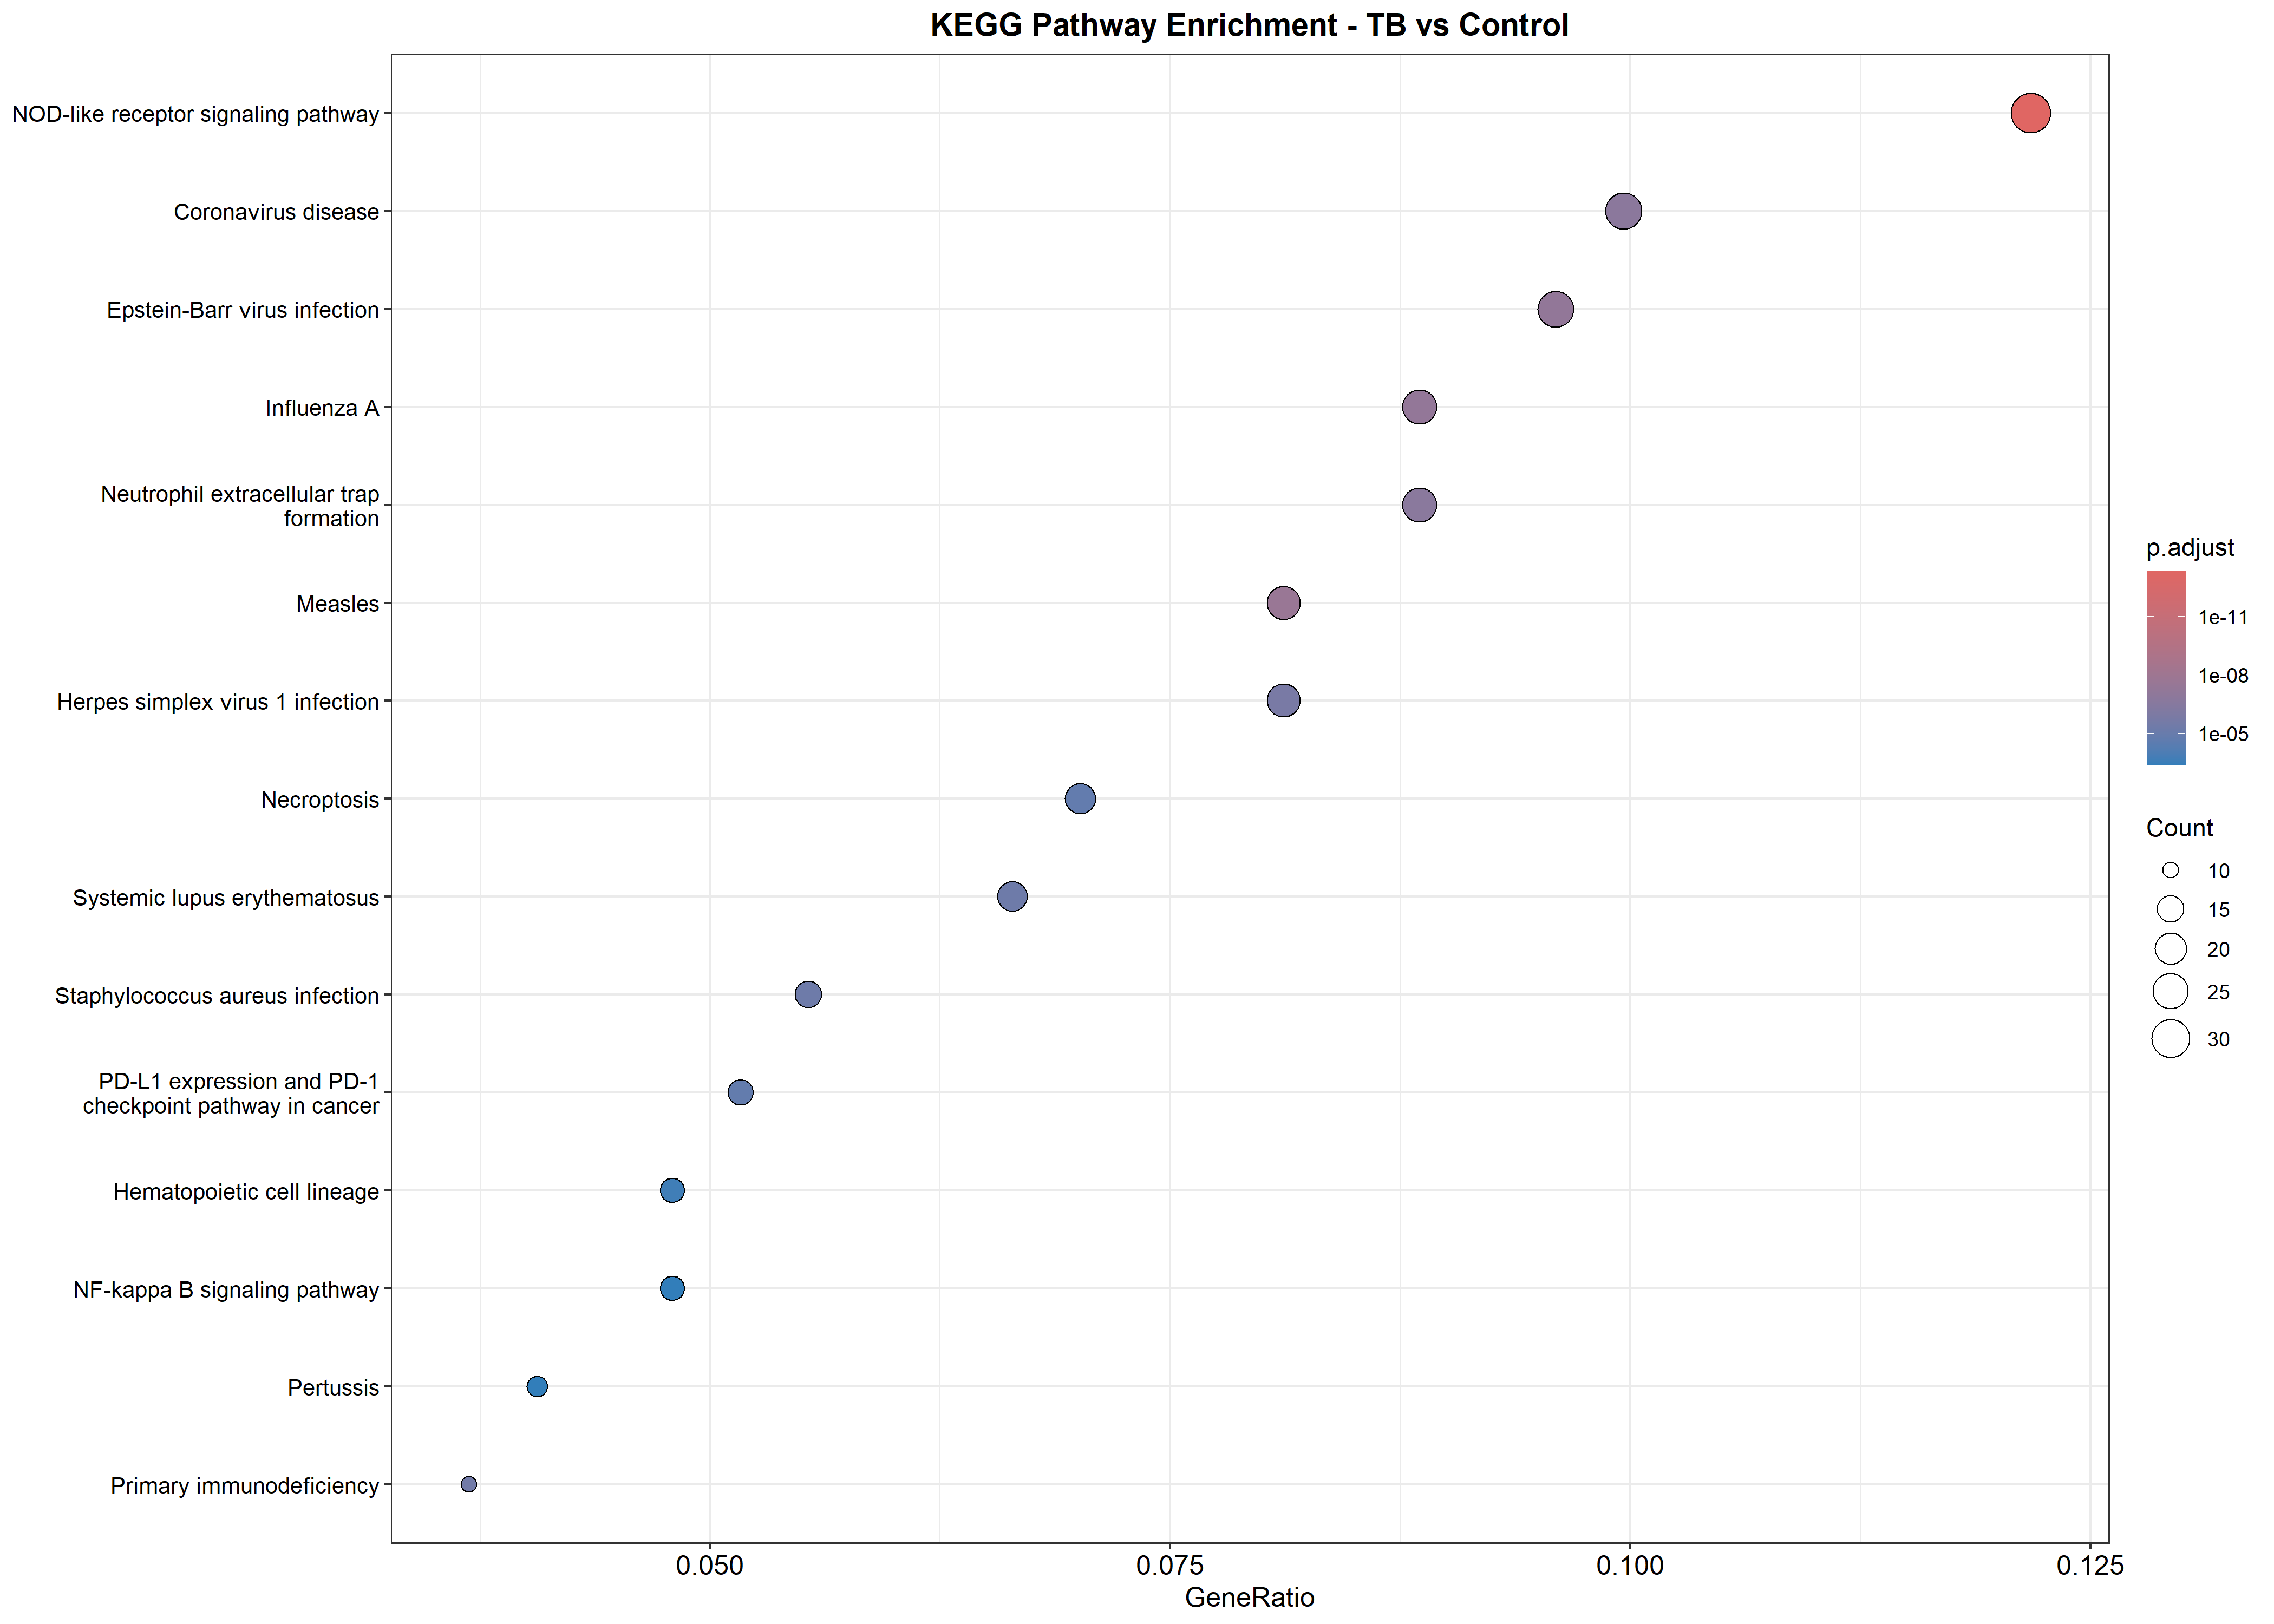 KEGG Pathway Enrichment - TB vs Control
NOD-like receptor signaling pathway
Coronavirus disease
Epstein-Barr virus infection
Influenza A
Neutrophil extracellular trap
formation
Measles
Herpes simplex virus 1 infection
Necroptosis
Systemic lupus erythematosus
Staphylococcus aureus infection
PD-L1 expression and PD-1
checkpoint pathway in cancer
Hematopoietic cell lineage
NF-kappa B signaling pathway
Pertussis
Primary immunodeficiency
0.050
0.075
0.100
0.125
GeneRatio
p.adjust
1e-11
1e-08
1e-05
Count
10
15
20
25
30